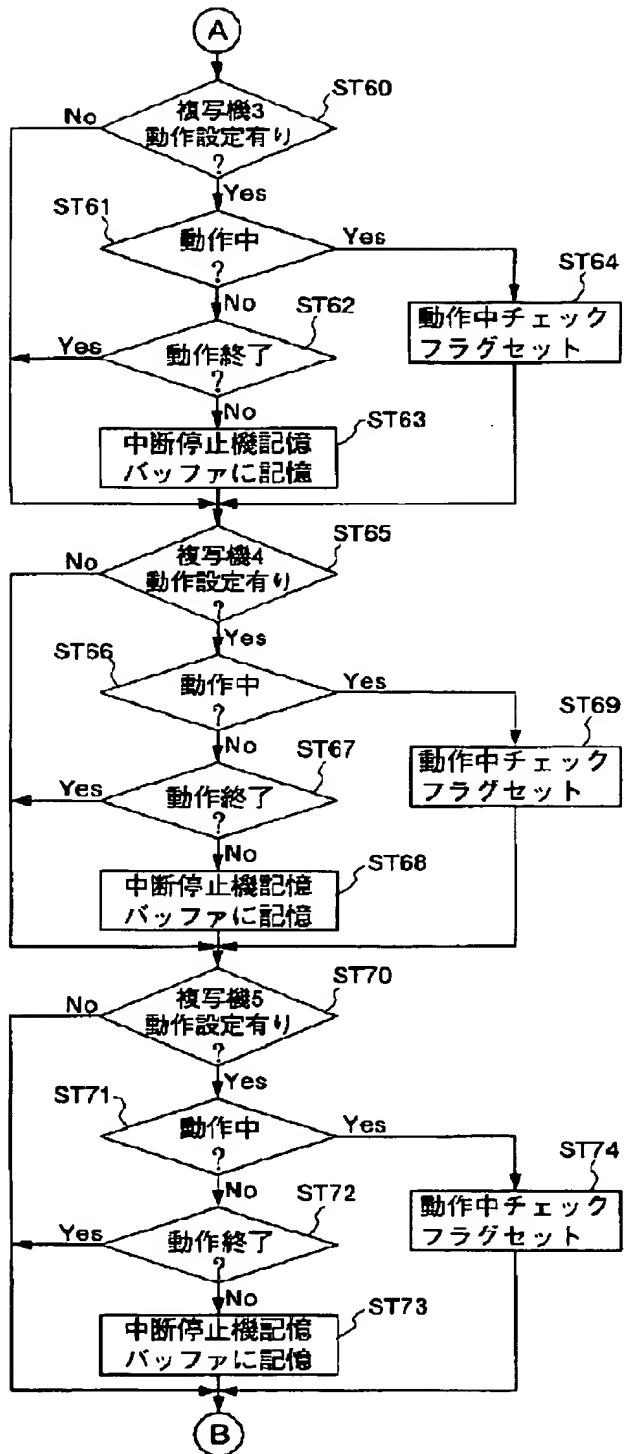 A
ST60
No
複写機3
動作設定有り
?
Yes
ST61
動作中
?
Yes
ST64
No
動作中チェック
フラグセット
ST62
Yes
動作終了
?
No
ST63
中断停止機記憶
バッファに記憶
ST65
No
複写機4
動作設定有り
?
Yes
ST66
動作中
?
Yes
ST69
No
動作中チェック
フラグセット
ST67
Yes
動作終了
?
No
ST68
中断停止機記憶
バッファに記憶
ST70
No
複写機5
動作設定有り
?
Yes
ST71
動作中
?
Yes
ST74
No
動作中チェック
フラグセット
ST72
Yes
動作終了
?
No
ST73
中断停止機記憶
バッファに記憶
B